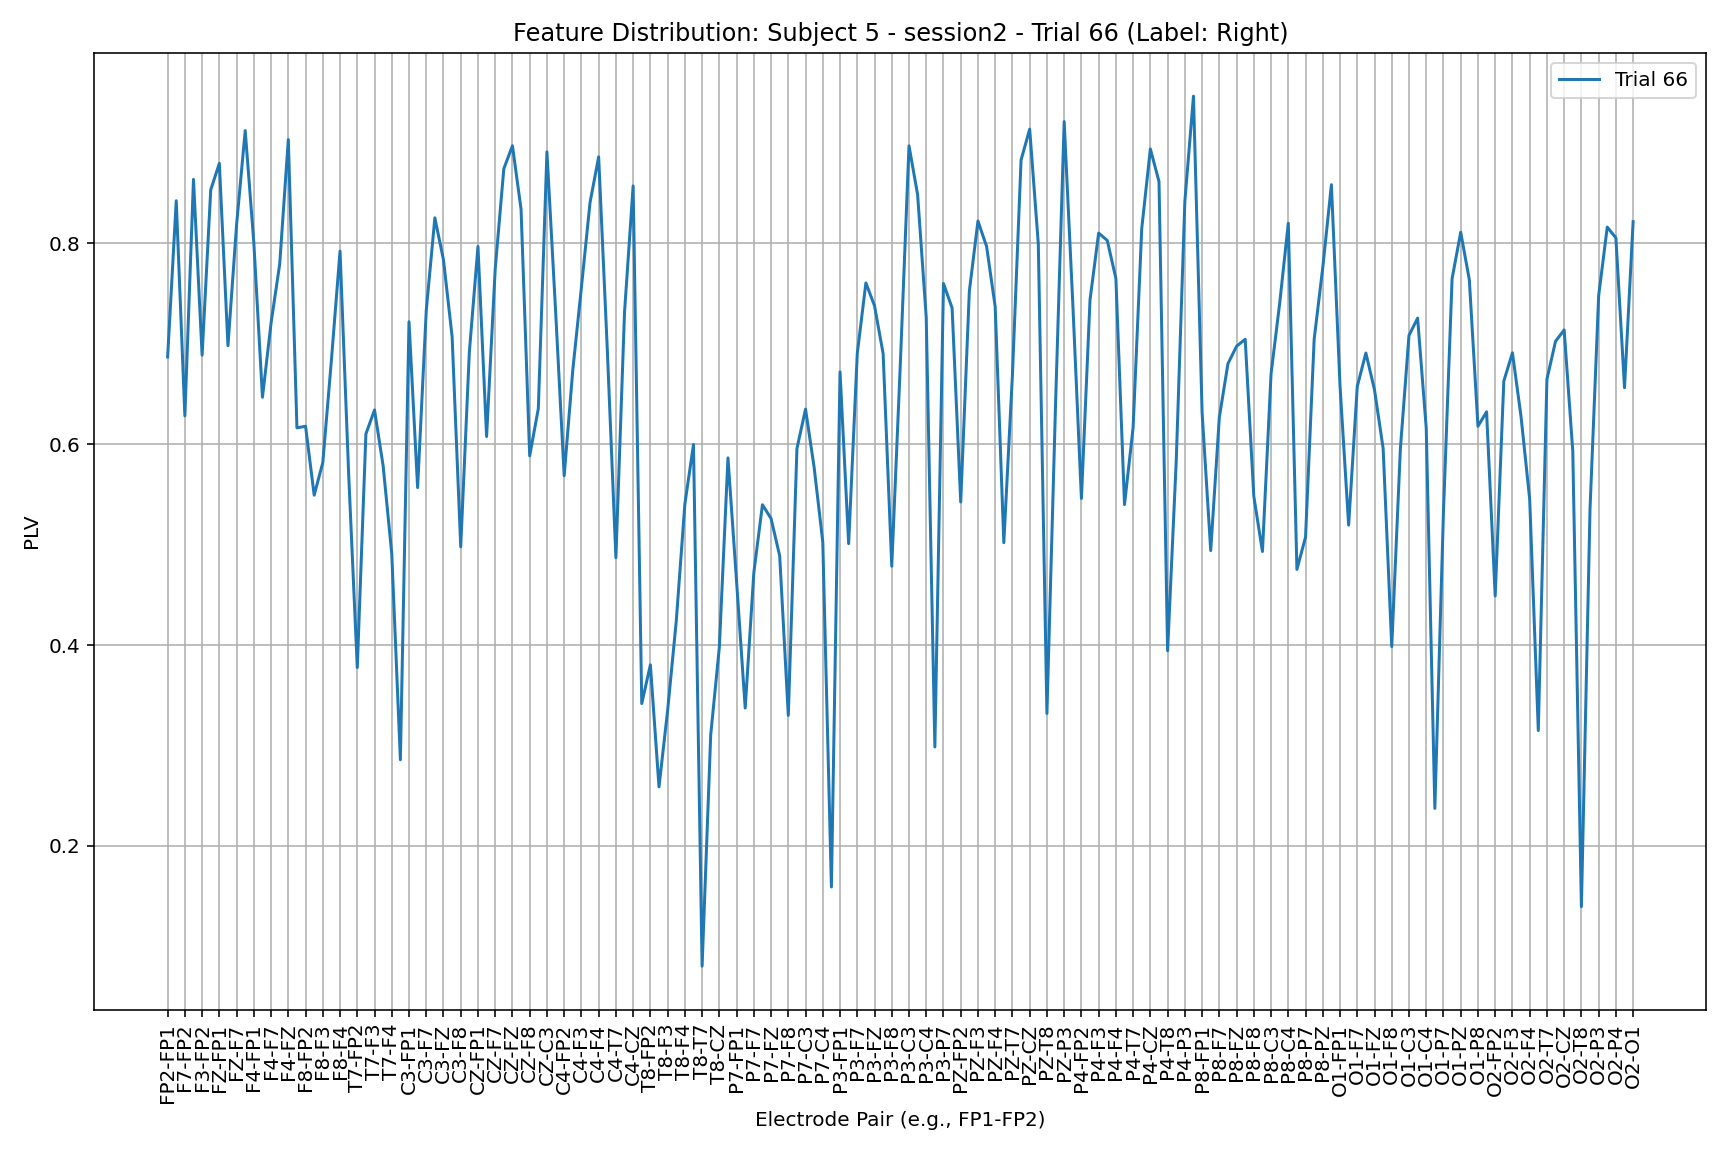 Feature Distribution: Subject 5 - session2 - Trial 66 (Label: Right)
Trial 66
PLV
0.8
0.6
0.4
0.2
FP2-FP1
F7-FP2
F3-FP2
FZ-FP1
FZ-F7
F4-FP1
F4-F7
F4-FZ
F8-FP2
F8-F3
F8-F4
T7-FP2
T7-F3
T7-F4
C3-FP1
C3-F7
C3-FZ
C3-F8
CZ-FP1
CZ-F7
CZ-FZ
CZ-F8
CZ-C3
C4-FP2
C4-F3
C4-F4
C4-T7
C4-CZ
T8-FP2
T8-F3
T8-F4
T8-T7
T8-CZ
P7-FP1
P7-F7
P7-FZ
P7-F8
P7-C3
P7-C4
P3-FP1
P3-F7
P3-FZ
P3-F8
P3-C3
P3-C4
P3-P7
PZ-FP2
PZ-F3
PZ-F4
PZ-T7
PZ-CZ
PZ-T8
PZ-P3
P4-FP2
P4-F3
P4-F4
P4-T7
P4-CZ
P4-T8
P4-P3
P8-FP1
P8-F7
P8-FZ
P8-F8
P8-C3
P8-C4
P8-P7
P8-PZ
O1-FP1
O1-F7
O1-FZ
O1-F8
O1-C3
O1-C4
O1-P7
O1-PZ
O1-P8
O2-FP2
O2-F3
O2-F4
O2-T7
O2-CZ
O2-T8
O2-P3
O2-P4
O2-O1
Electrode Pair (e.g., FP1-FP2)